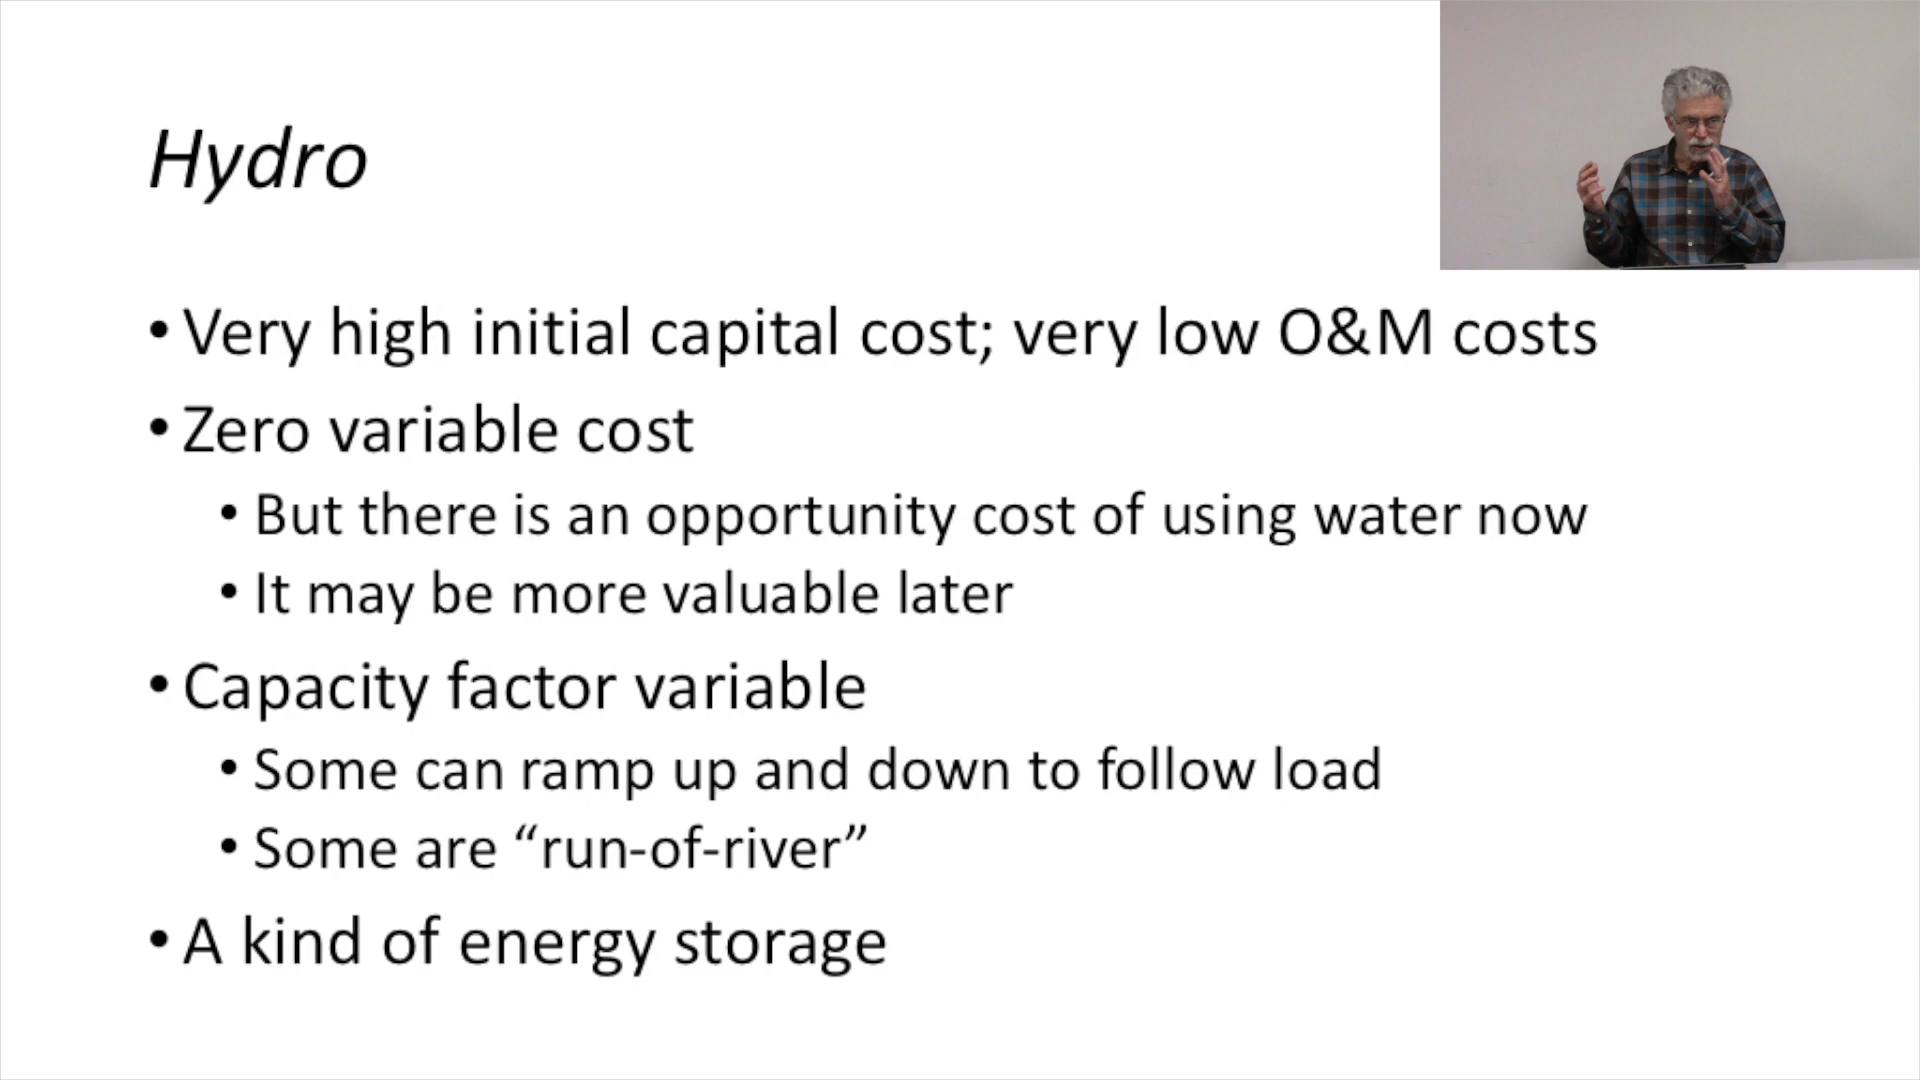 Hydro
• Very high initial capital cost; very low O&M costs
• Zero variable cost
• But there is an opportunity cost of using water now
• It may be more valuable later
• Capacity factor variable
• Some can ramp up and down to follow load
• Some are “run-of-river”
• A kind of energy storage